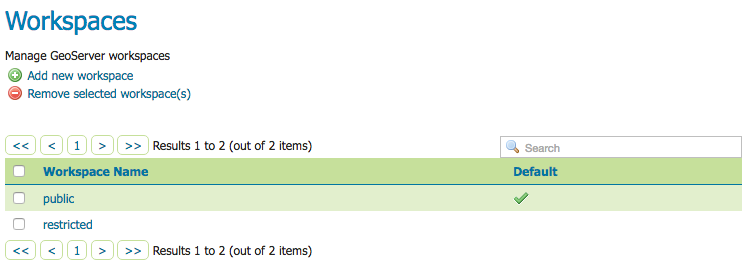 Workspaces
Manage GeoServer workspaces
Add new workspace
Remove selected workspace(s)
<< < 1 > >> Results 1 to 2 (out of 2 items) Search
Workspace Name Default
public
restricted
<< < 1 > >> Results 1 to 2 (out of 2 items)